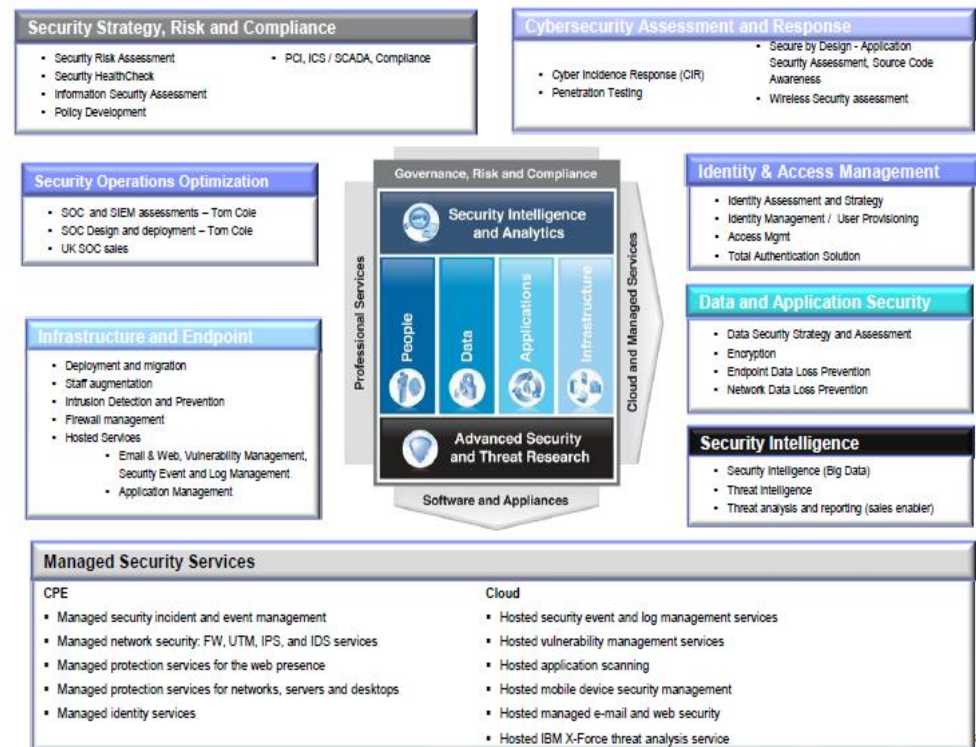 Security Strategy, Risk and Compliance
Security Risk Assessment
Security HealthCheck
Information Security Assessment
Policy Development
PCI, ICS / SCADA, Compliance
Cybersecurity Assessment and Response
Cyber Incidence Response (CIR)
Penetration Testing
Secure by Design - Application
Security Assessment, Source Code
Awareness
Wireless Security assessment
Security Operations Optimization
SOC and SIEM assessments – Tom Cole
SOC Design and deployment – Tom Cole
UK SOC sales
Infrastructure and Endpoint
Deployment and migration
Staff augmentation
Intrusion Detection and Prevention
Firewall management
Hosted Services
Email & Web, Vulnerability Management,
Security Event and Log Management
Application Management
Governance, Risk and Compliance
Security Intelligence
and Analytics
Professional Services
People
Data
Applications
Infrastructure
Cloud and Managed Services
Advanced Security
and Threat Research
Software and Appliances
Identity & Access Management
Identity Assessment and Strategy
Identity Management / User Provisioning
Access Mgmt
Total Authentication Solution
Data and Application Security
Data Security Strategy and Assessment
Encryption
Endpoint Data Loss Prevention
Network Data Loss Prevention
Security Intelligence
Security Intelligence (Big Data)
Threat Intelligence
Threat analysis and reporting (sales enabler)
Managed Security Services
CPE
Managed security incident and event management
Managed network security: FW, UTM, IPS, and IDS services
Managed protection services for the web presence
Managed protection services for networks, servers and desktops
Managed identity services
Cloud
Hosted security event and log management services
Hosted vulnerability management services
Hosted application scanning
Hosted mobile device security management
Hosted managed e-mail and web security
Hosted IBM X-Force threat analysis service